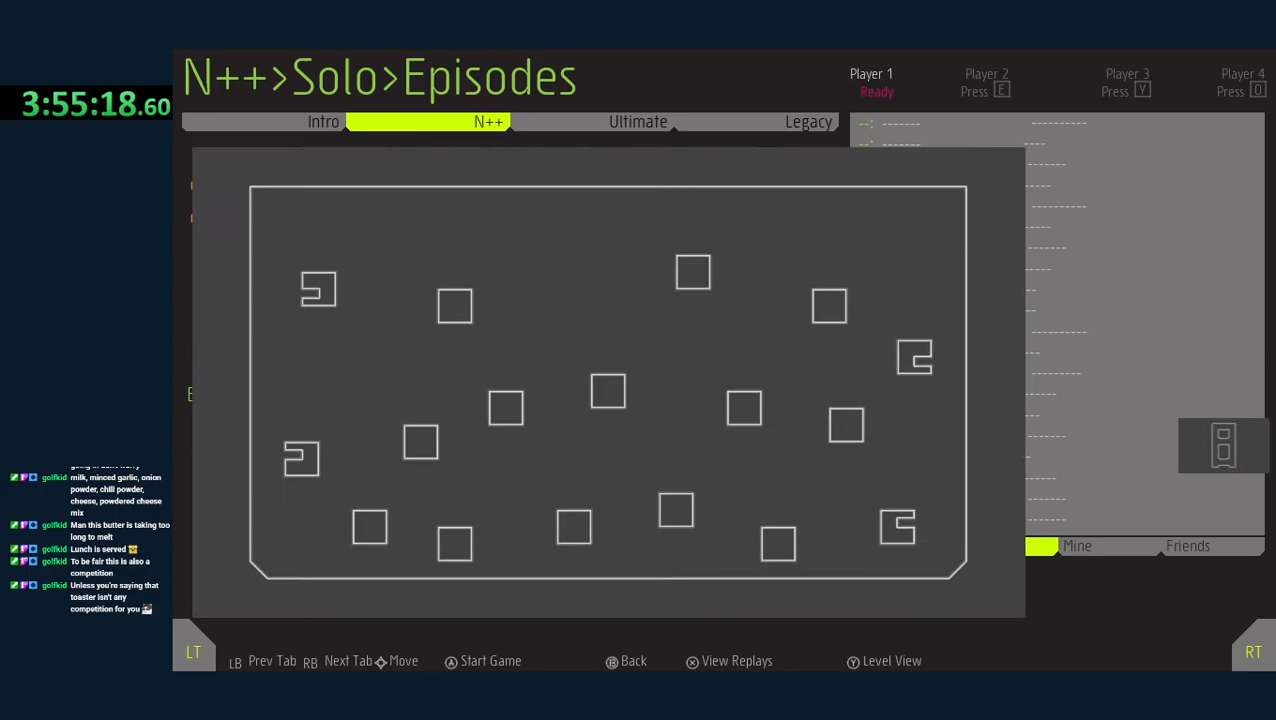 N++>Solo>Episodes
Player 1
Ready
Player 2
Press E
Player 3
Press Y
Player 4
Press O
3:55:18.60
Intro
N++
Ultimate
Legacy
--: -------
----------
golfkid milk, minced garlic, onion
powder, chili powder,
cheese, powdered cheese
mix
golfkid Man this butter is taking too
long to melt
golfkid Lunch is served
golfkid To be fair this is also a
competition
golfkid Unless you're saying that
toaster isn't any
competition for you
Mine
Friends
LT
LB Prev Tab RB Next Tab Move A Start Game B Back X View Replays Y Level View
RT